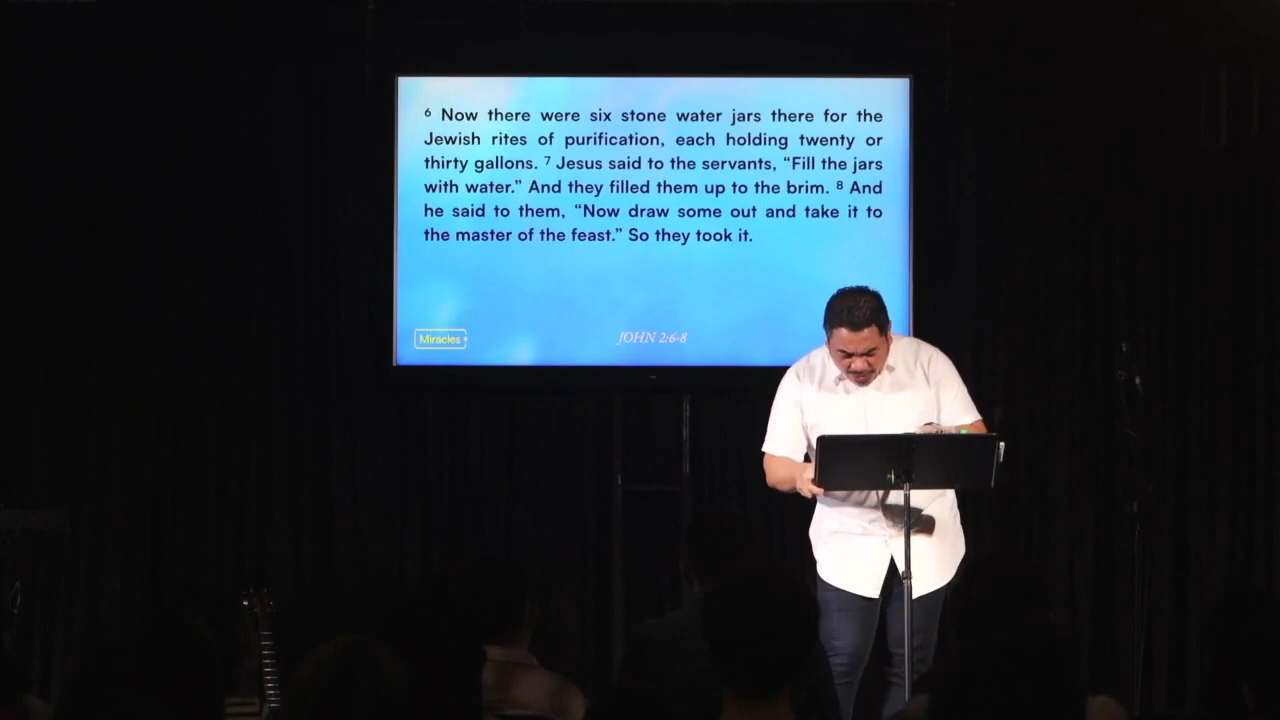 ⁶ Now there were six stone water jars there for the
Jewish rites of purification, each holding twenty or
thirty gallons. ⁷ Jesus said to the servants, “Fill the jars
with water.” And they filled them up to the brim. ⁸ And
he said to them, “Now draw some out and take it to
the master of the feast.” So they took it.
Miracles
JOHN 2:6-8